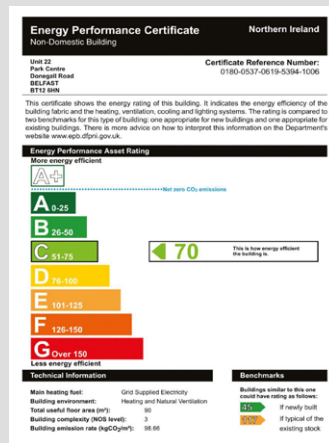 Energy Performance Certificate
Northern Ireland
Non-Domestic Building
Unit 22
Park Centre
Donegall Road
BELFAST
BT12 6HN
Certificate Reference Number:
0180-0537-0619-5394-1006
This certificate shows the energy rating of this building. It indicates the energy efficiency of the
building fabric and the heating, ventilation, cooling and lighting systems. The rating is compared to
two benchmarks for this type of building: one appropriate for new buildings and one appropriate for
existing buildings. There is more advice on how to interpret this information on the Department's
website www.epb.dfpni.gov.uk.
Energy Performance Asset Rating
More energy efficient
A+
Net zero CO₂ emissions
A 0-25
B 26-50
C 51-75
70
This is how energy efficient
the building is.
D 76-100
E 101-125
F 126-150
G Over 150
Less energy efficient
Technical Information
Main heating fuel: Grid Supplied Electricity
Building environment: Heating and Natural Ventilation
Total useful floor area (m²): 90
Building complexity (NOS level): 3
Building emission rate (kgCO₂/m²): 98.66
Benchmarks
Buildings similar to this one
could have rating as follows:
45
If newly built
If typical of the
existing stock